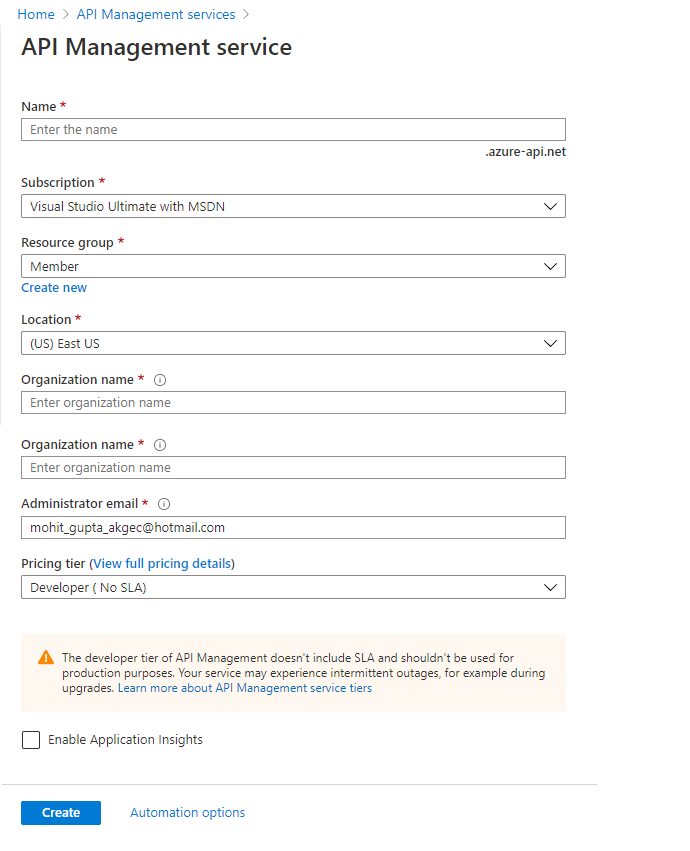 Home > API Management services >
API Management service
Name *
Enter the name
.azure-api.net
Subscription *
Visual Studio Ultimate with MSDN
Resource group *
Member
Create new
Location *
(US) East US
Organization name *
Enter organization name
Organization name *
Enter organization name
Administrator email *
mohit_gupta_akgec@hotmail.com
Pricing tier (View full pricing details)
Developer ( No SLA)
The developer tier of API Management doesn't include SLA and shouldn't be used for
production purposes. Your service may experience intermittent outages, for example during
upgrades. Learn more about API Management service tiers
Enable Application Insights
Create Automation options